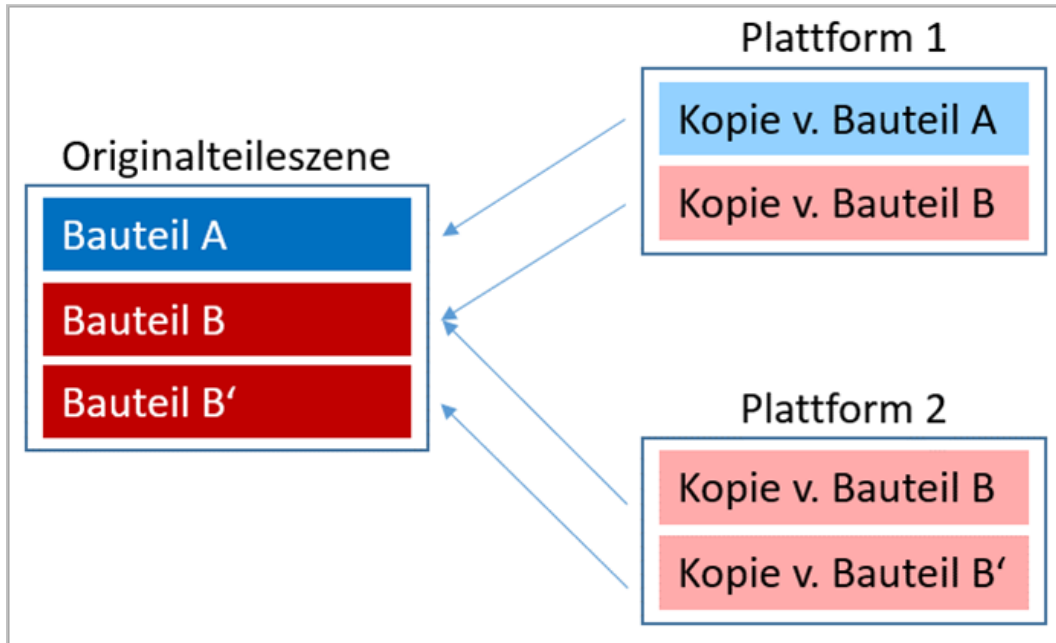 Originalteileszene
Bauteil A
Bauteil B
Bauteil B‘
Plattform 1
Kopie v. Bauteil A
Kopie v. Bauteil B
Plattform 2
Kopie v. Bauteil B
Kopie v. Bauteil B‘